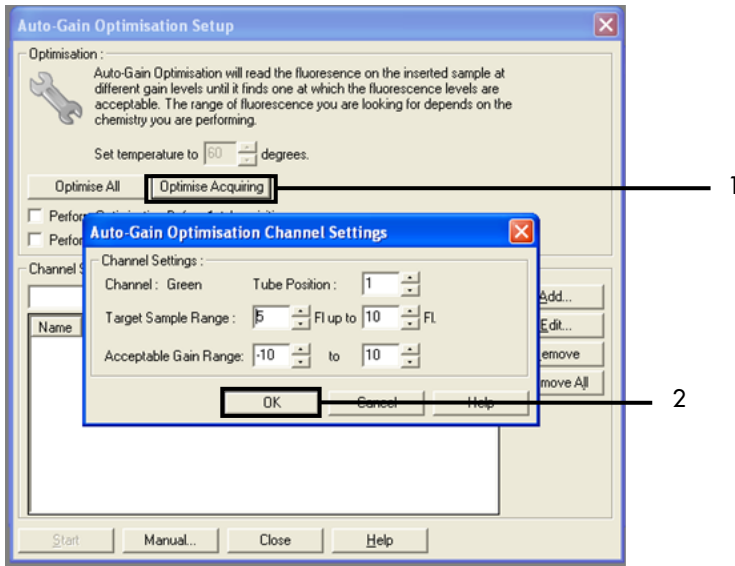 Auto-Gain Optimisation Setup
Optimisation :
Auto-Gain Optimisation will read the fluoresence on the inserted sample at
different gain levels until it finds one at which the fluorescence levels are
acceptable. The range of fluorescence you are looking for depends on the
chemistry you are performing.
Set temperature to 60 degrees.
Optimise All Optimise Acquiring
1
Perfor
Perfor
Auto-Gain Optimisation Channel Settings
Channel Settings :
Channel : Green Tube Position : 1
Target Sample Range : 5 Fl up to 10 Fl.
Acceptable Gain Range: -10 to 10
OK Cancel Help
2
Channel S
Name
Add...
Edit...
emove
move All
Start Manual... Close Help